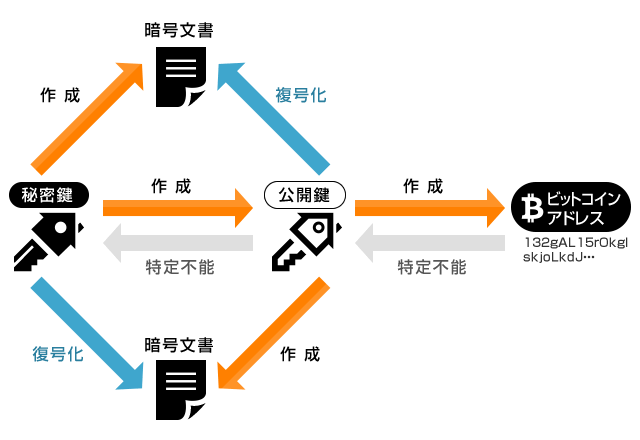 暗号文書
作 成
複号化
秘密鍵
作 成
公開鍵
作 成
ビットコイン
アドレス
132gAL15rOkgl
skjoLkdJ…
特定不能
特定不能
復号化
暗号文書
作 成